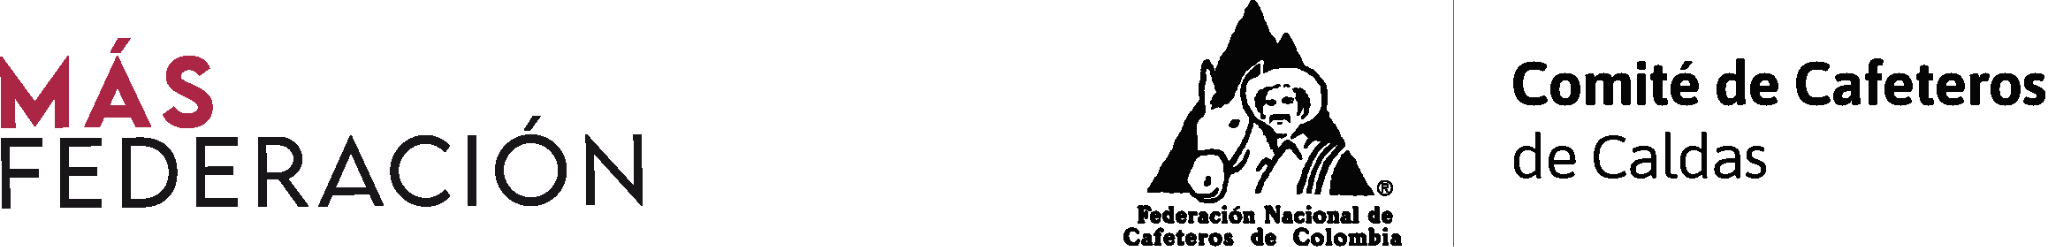 MÁS
FEDERACIÓN
®
Federación Nacional de
Cafeteros de Colombia
Comité de Cafeteros
de Caldas